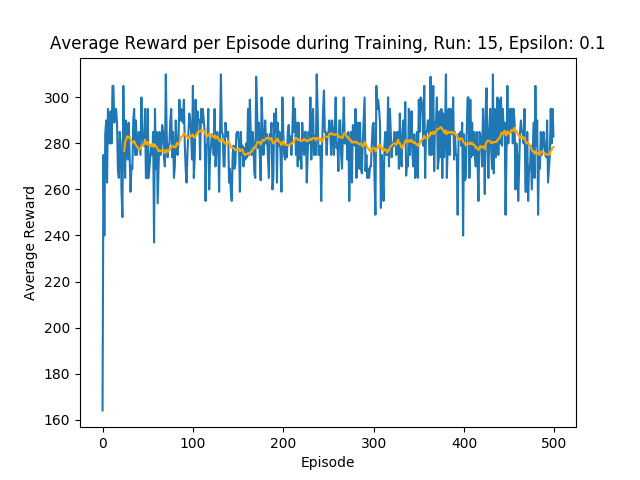 Average Reward per Episode during Training, Run: 15, Epsilon: 0.1
300
280
260
240
220
200
180
160
Average Reward
0 100 200 300 400 500
Episode